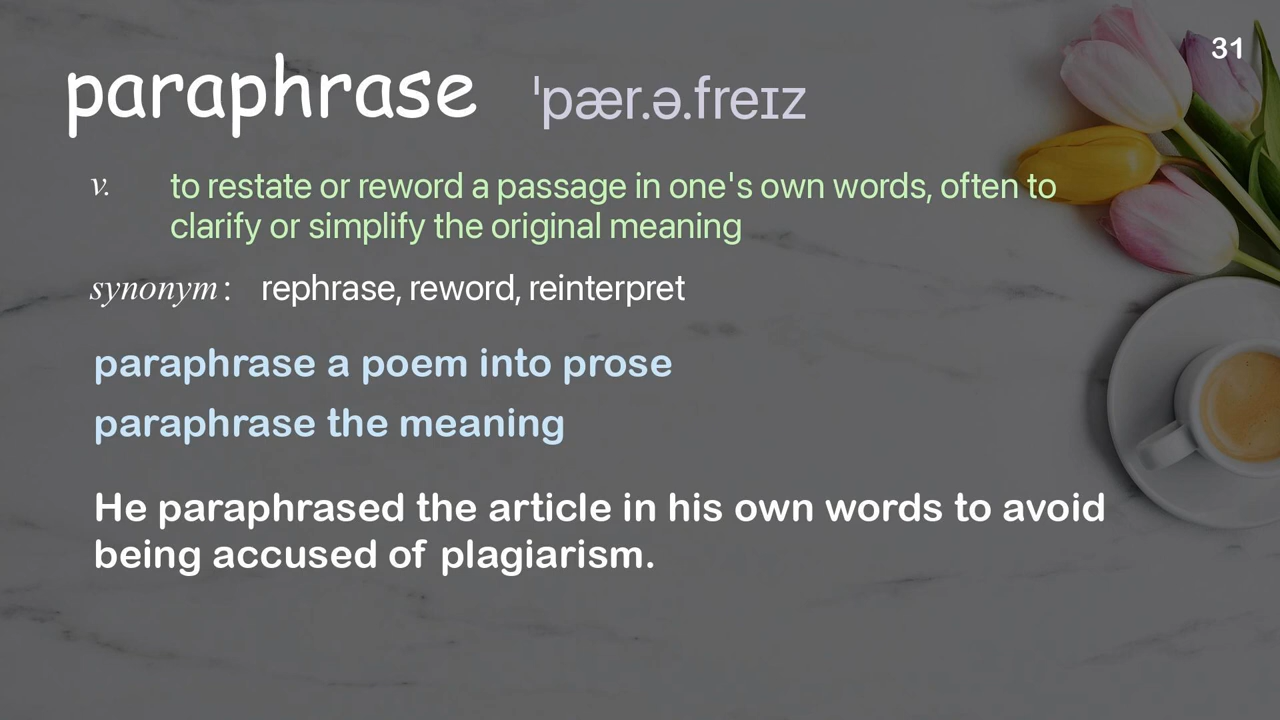 31
paraphrase ˈpær.ə.freɪz
v. to restate or reword a passage in one's own words, often to
clarify or simplify the original meaning
synonym : rephrase, reword, reinterpret
paraphrase a poem into prose
paraphrase the meaning
He paraphrased the article in his own words to avoid
being accused of plagiarism.